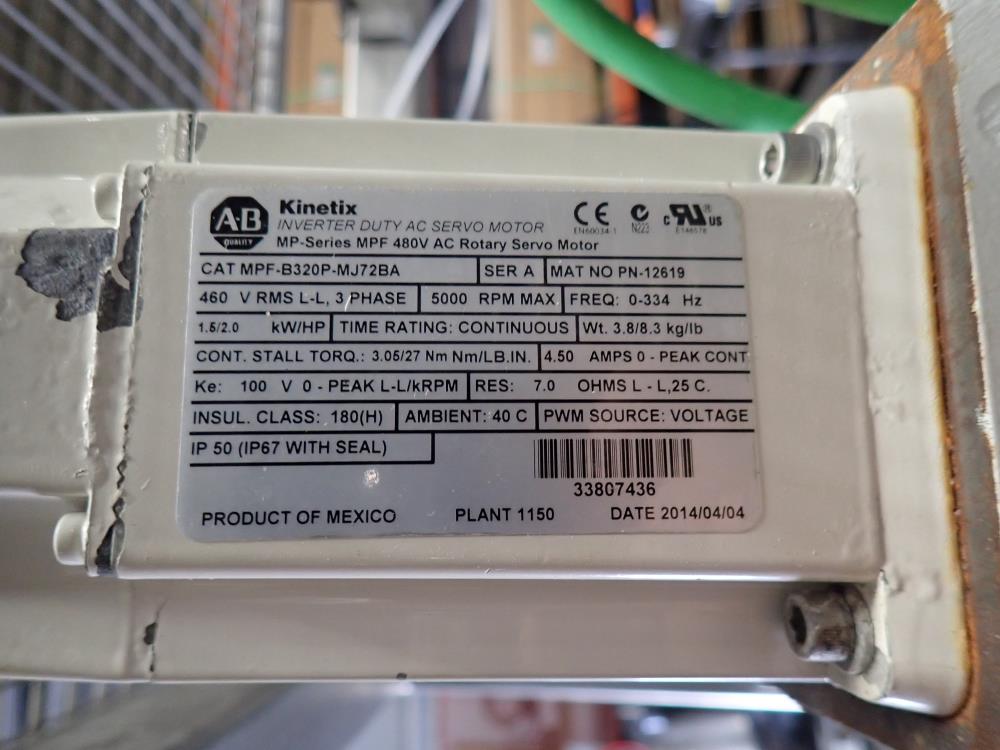 A·B
QUALITY
Kinetix
INVERTER DUTY AC SERVO MOTOR
MP-Series MPF 480V AC Rotary Servo Motor
CE
EN60034-1
N223
c RU® US
E148578
CAT MPF-B320P-MJ72BA SER A MAT NO PN-12619
460 V RMS L-L, 3 PHASE 5000 RPM MAX FREQ: 0-334 Hz
1.5/2.0 kW/HP TIME RATING: CONTINUOUS Wt. 3.8/8.3 kg/lb
CONT. STALL TORQ.: 3.05/27 Nm Nm/LB.IN. 4.50 AMPS 0 - PEAK CONT
Ke: 100 V 0 - PEAK L-L/kRPM RES: 7.0 OHMS L - L,25 C.
INSUL. CLASS: 180(H) AMBIENT: 40 C PWM SOURCE: VOLTAGE
IP 50 (IP67 WITH SEAL)
33807436
PRODUCT OF MEXICO PLANT 1150 DATE 2014/04/04